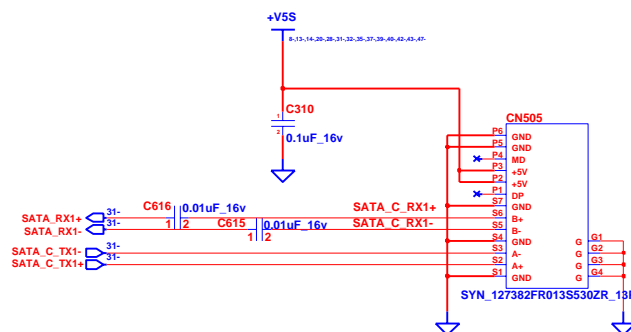 +V5S
8-,13-,14-,20-,28-,31-,32-,35-,37-,39-,40-,42-,43-,47-
C310
1
2
0.1uF_16v
CN505
P6 GND
P5 GND
P4 MD
P3 +5V
P2 +5V
P1 DP
S7 GND
S6 B+
S5 B-
S4 GND
S3 A-
S2 A+
S1 GND
G G1
G G2
G G3
G G4
C616 0.01uF_16v SATA_C_RX1+
SATA_RX1+ 31-
1 2
C615 0.01uF_16v SATA_C_RX1-
SATA_RX1- 31-
1 2
SATA_C_TX1- 31-
SATA_C_TX1+ 31-
SYN_127382FR013S530ZR_13